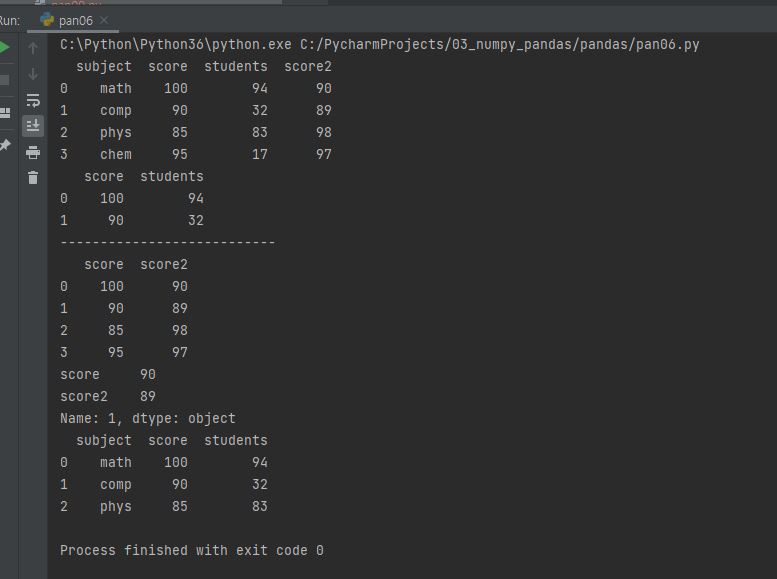 pan09.py
Run: pan06
C:\Python\Python36\python.exe C:/PycharmProjects/03_numpy_pandas/pandas/pan06.py
  subject  score  students  score2
0    math    100        94      90
1    comp     90        32      89
2    phys     85        83      98
3    chem     95        17      97
   score  students
0    100        94
1     90        32
---------------------------
   score  score2
0    100      90
1     90      89
2     85      98
3     95      97
score     90
score2    89
Name: 1, dtype: object
  subject  score  students
0    math    100        94
1    comp     90        32
2    phys     85        83
Process finished with exit code 0